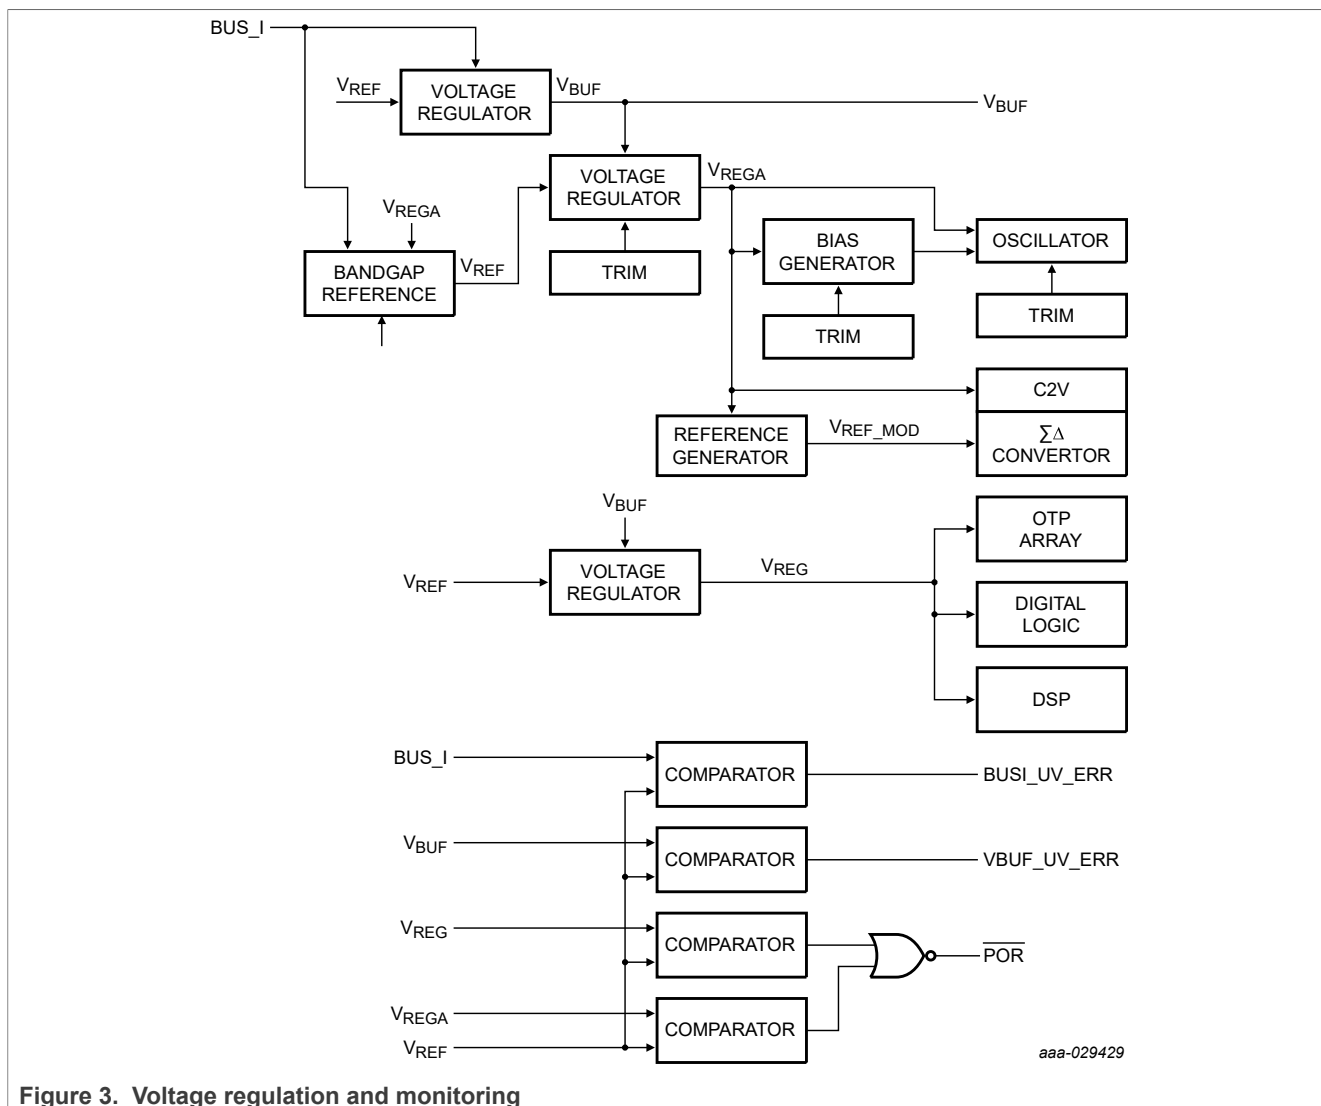 BUS_I
VREF
VOLTAGE
REGULATOR
VBUF
VBUF
VOLTAGE
REGULATOR
VREGA
VREGA
BANDGAP
REFERENCE
VREF
TRIM
BIAS
GENERATOR
OSCILLATOR
TRIM
TRIM
C2V
REFERENCE
GENERATOR
VREF_MOD
∑Δ
CONVERTOR
VBUF
VREF
VOLTAGE
REGULATOR
VREG
OTP
ARRAY
DIGITAL
LOGIC
DSP
BUS_I
COMPARATOR
BUSI_UV_ERR
VBUF
COMPARATOR
VBUF_UV_ERR
VREG
COMPARATOR
P̅O̅R̅
VREGA
VREF
COMPARATOR
aaa-029429
Figure 3. Voltage regulation and monitoring